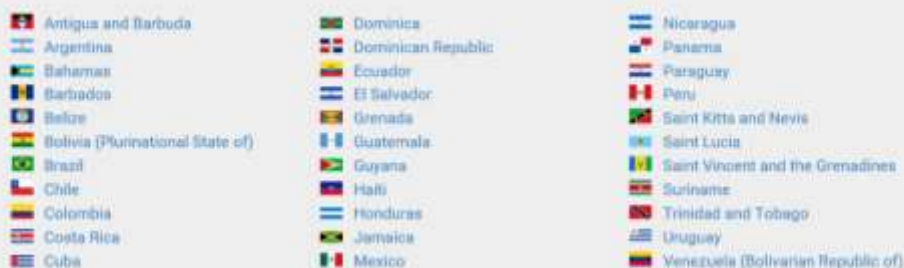 Antigua and Barbuda
Argentina
Bahamas
Barbados
Belize
Bolivia (Plurinational State of)
Brazil
Chile
Colombia
Costa Rica
Cuba
Dominica
Dominican Republic
Ecuador
El Salvador
Grenada
Guatemala
Guyana
Haiti
Honduras
Jamaica
Mexico
Nicaragua
Panama
Paraguay
Peru
Saint Kitts and Nevis
Saint Lucia
Saint Vincent and the Grenadines
Suriname
Trinidad and Tobago
Uruguay
Venezuela (Bolivarian Republic of)